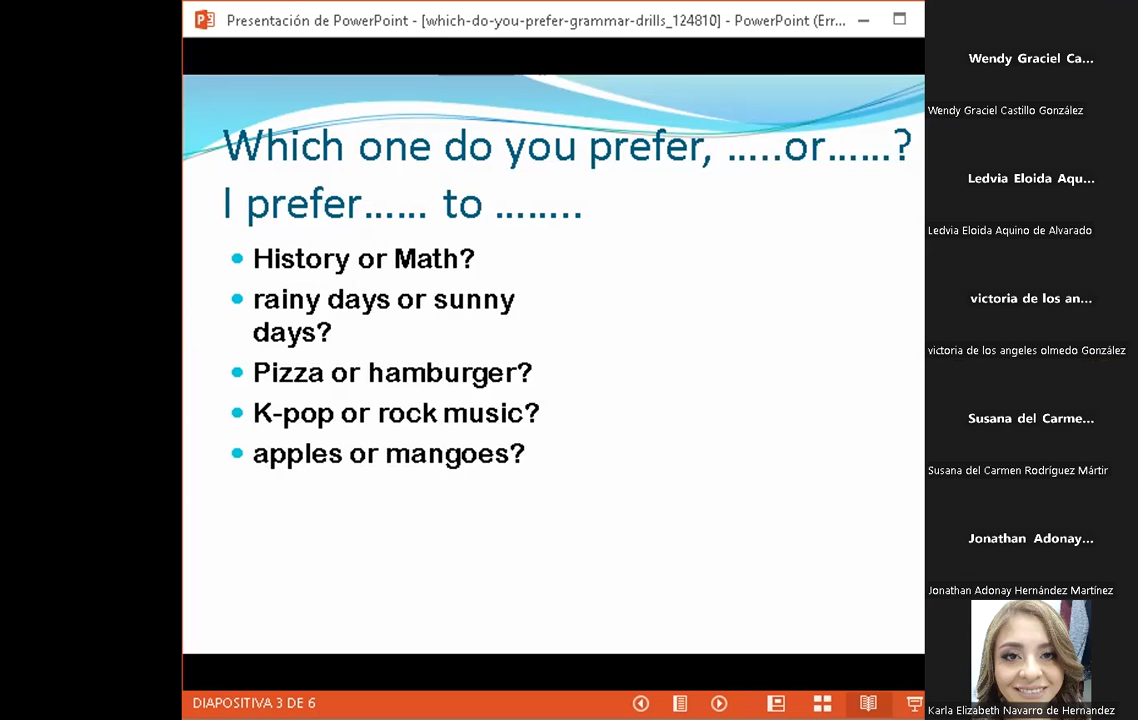 Presentación de PowerPoint - [which-do-you-prefer-grammar-drills_124810] - PowerPoint (Err...
Which one do you prefer, .....or......?
I prefer...... to ........
History or Math?
rainy days or sunny
days?
Pizza or hamburger?
K-pop or rock music?
apples or mangoes?
DIAPOSITIVA 3 DE 6
Wendy Graciel Ca...
Wendy Graciel Castillo González
Ledvia Eloida Aqu...
Ledvia Eloida Aquino de Alvarado
victoria de los an...
victoria de los angeles olmedo González
Susana del Carme...
Susana del Carmen Rodríguez Mártir
Jonathan Adonay...
Jonathan Adonay Hernández Martínez
Karla Elizabeth Navarro de Hernandez